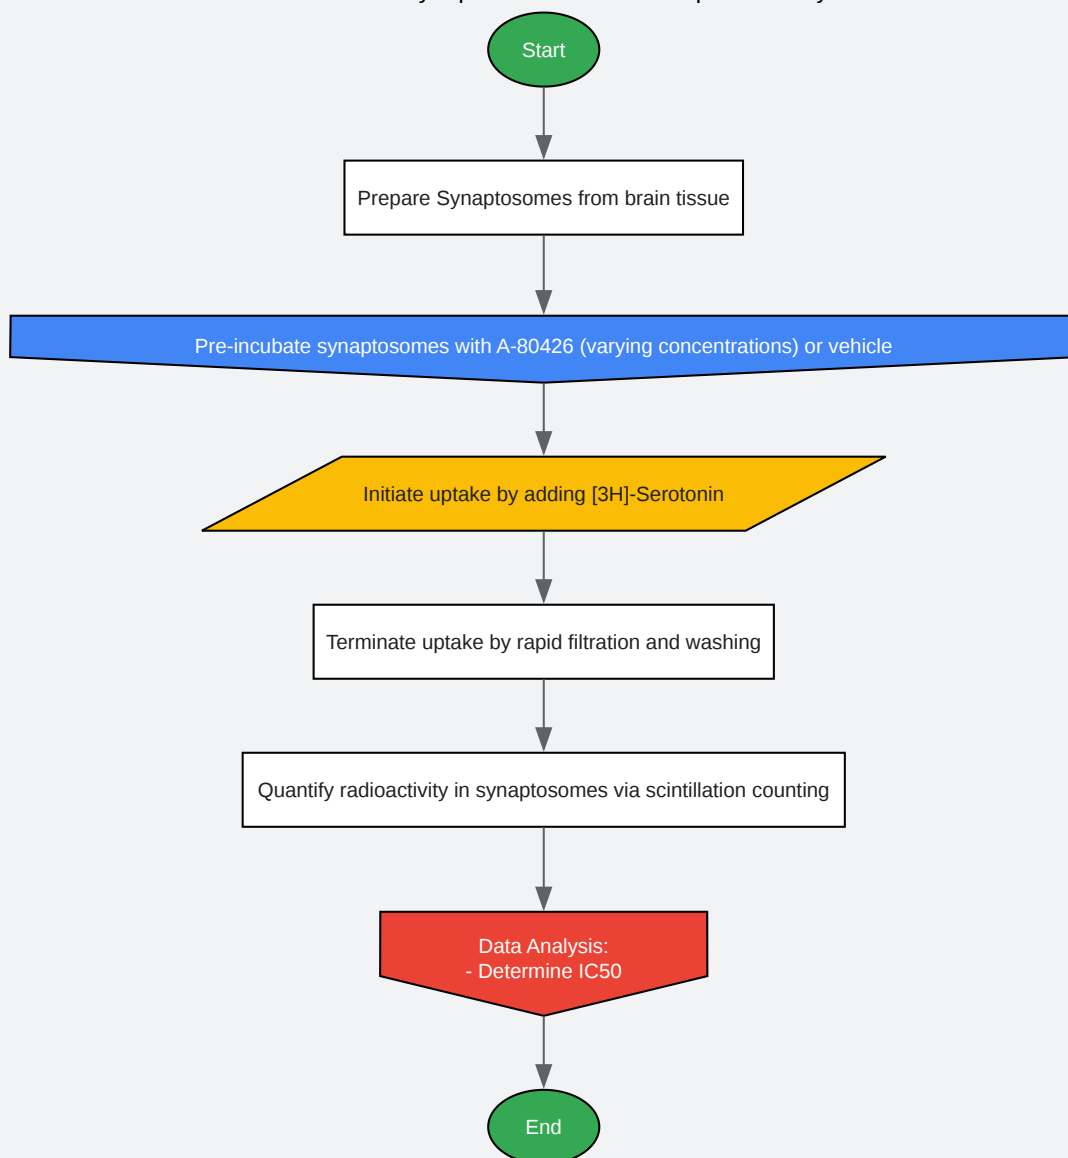 Start
Prepare Synaptosomes from brain tissue
Pre-incubate synaptosomes with A-80426 (varying concentrations) or vehicle
Initiate uptake by adding [3H]-Serotonin
Terminate uptake by rapid filtration and washing
Quantify radioactivity in synaptosomes via scintillation counting
Data Analysis:
- Determine IC50
End